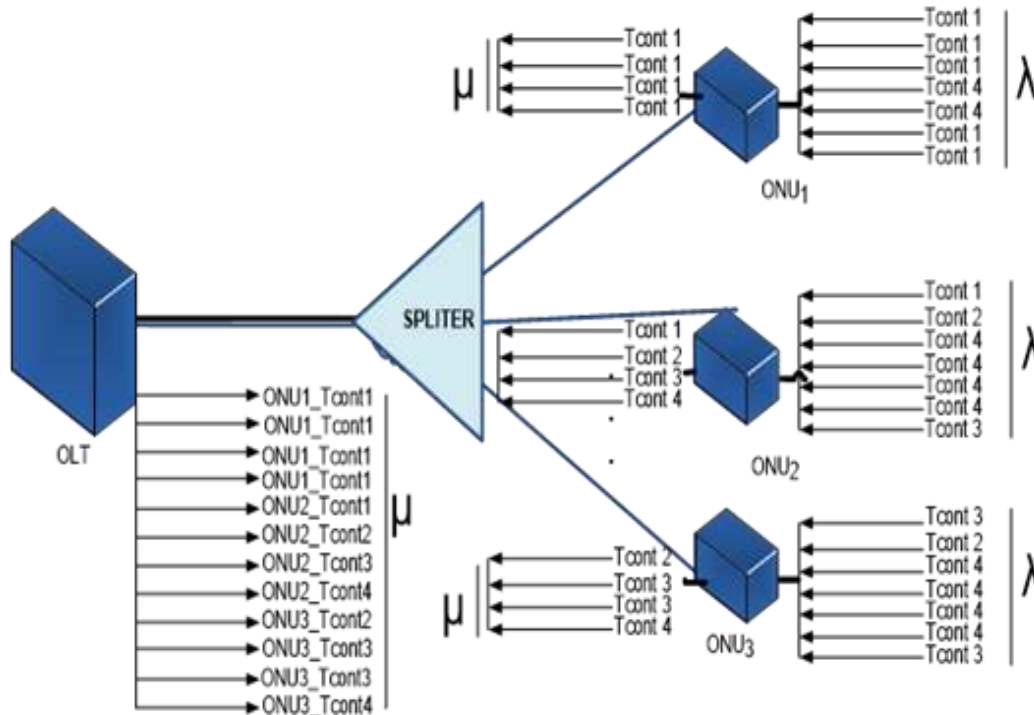 μ
Tcont 1
Tcont 1
Tcont 1
Tcont 1
ONU1
Tcont 1
Tcont 1
Tcont 1
Tcont 4
Tcont 4
Tcont 1
Tcont 1
λ
OLT
SPLITER
Tcont 1
Tcont 2
Tcont 3
Tcont 4
ONU2
Tcont 1
Tcont 2
Tcont 4
Tcont 4
Tcont 4
Tcont 4
Tcont 3
λ
ONU1_Tcont1
ONU1_Tcont1
ONU1_Tcont1
ONU1_Tcont1
ONU2_Tcont1
ONU2_Tcont2
ONU2_Tcont3
ONU2_Tcont4
ONU3_Tcont2
ONU3_Tcont3
ONU3_Tcont3
ONU3_Tcont4
μ
μ
Tcont 2
Tcont 3
Tcont 3
Tcont 4
ONU3
Tcont 3
Tcont 2
Tcont 4
Tcont 4
Tcont 4
Tcont 4
Tcont 3
λ